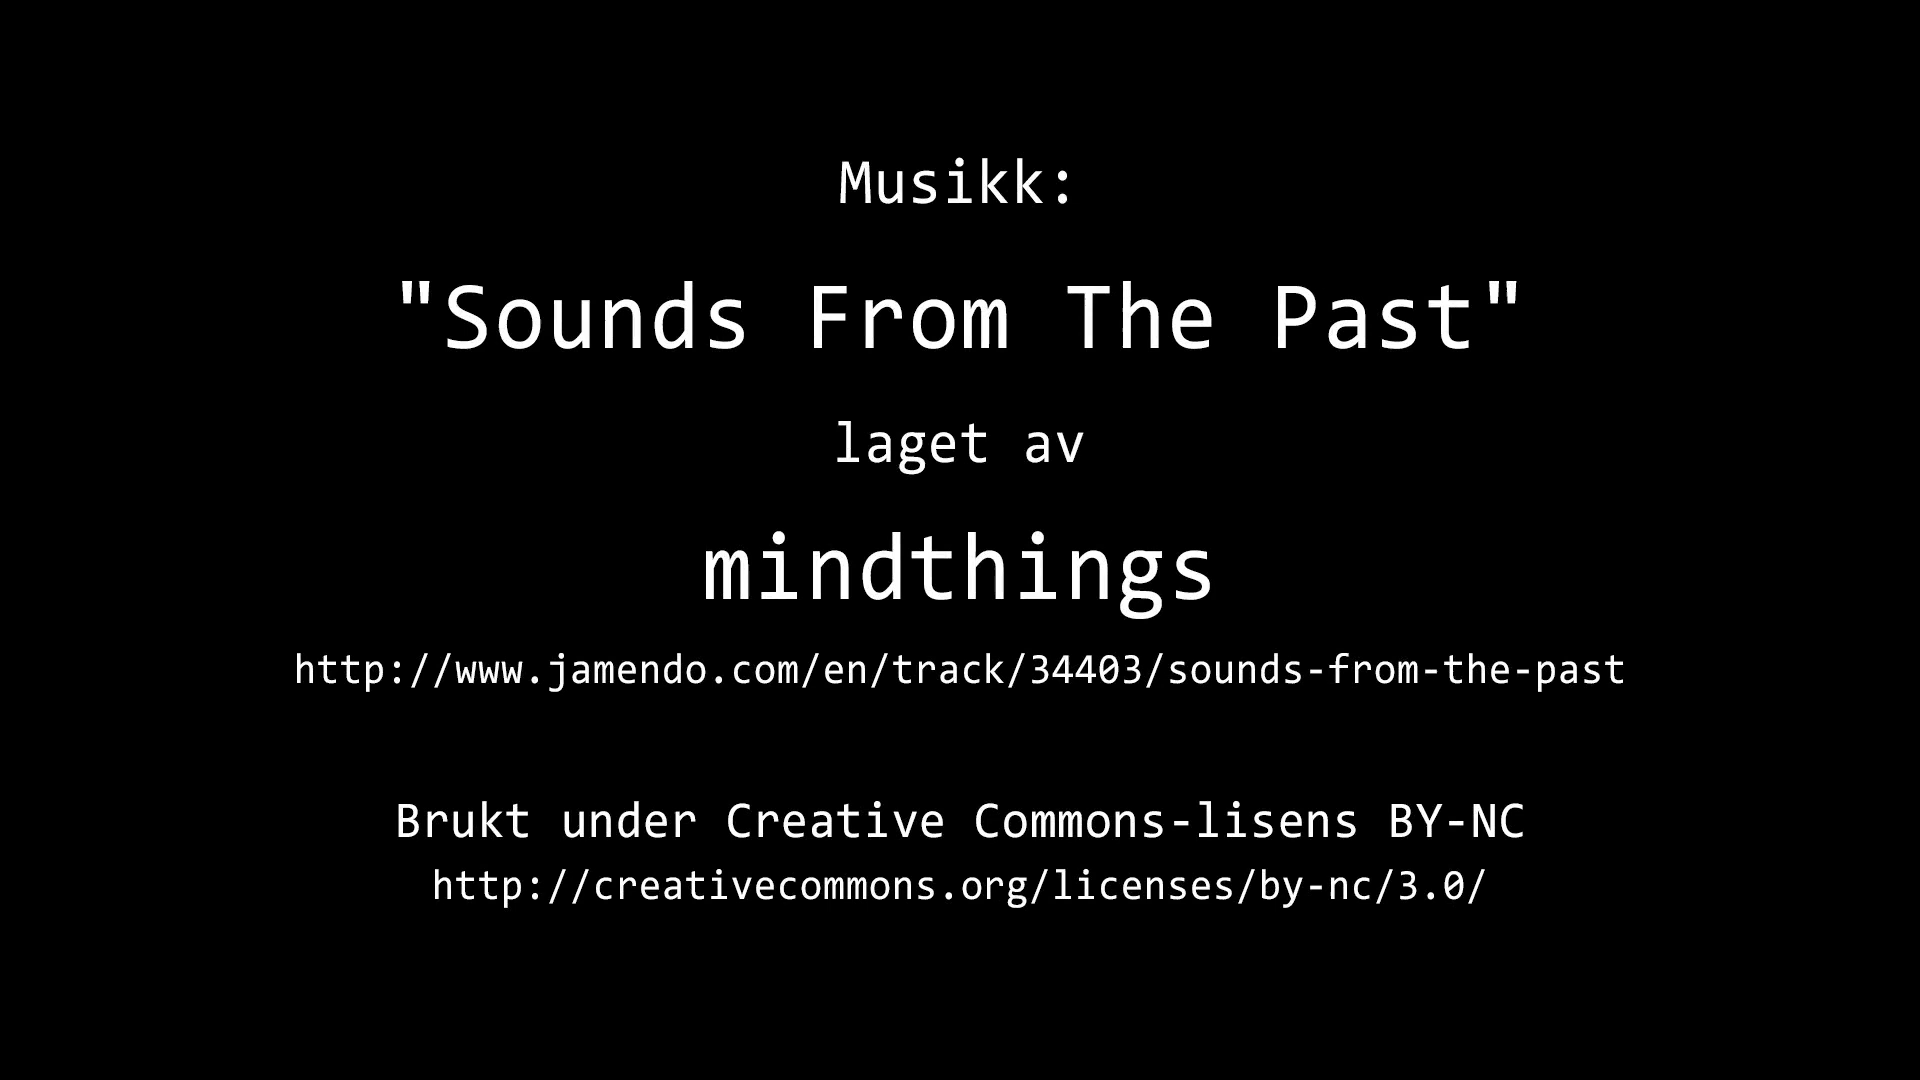 Musikk:
"Sounds From The Past"
laget av
mindthings
http://www.jamendo.com/en/track/34403/sounds-from-the-past
Brukt under Creative Commons-lisens BY-NC
http://creativecommons.org/licenses/by-nc/3.0/